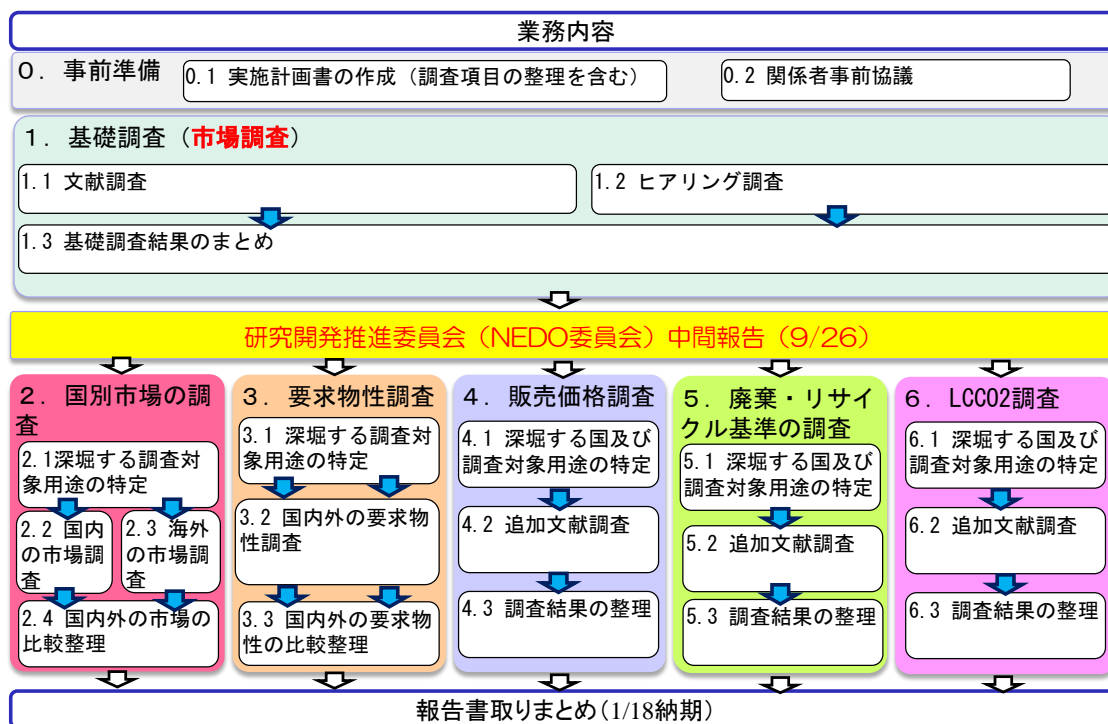 業務内容
０．事前準備
0.1 実施計画書の作成（調査項目の整理を含む）
0.2 関係者事前協議
１．基礎調査（市場調査）
1.1 文献調査
1.2 ヒアリング調査
1.3 基礎調査結果のまとめ
研究開発推進委員会（NEDO委員会）中間報告（9/26）
２．国別市場の調
査
2.1深堀する調査対
象用途の特定
2.2 国内
の市場調
査
2.3 海外
の市場調
査
2.4 国内外の市場の
比較整理
３．要求物性調査
3.1 深堀する調査対
象用途の特定
3.2 国内外の要求物
性調査
3.3 国内外の要求物
性の比較整理
４．販売価格調査
4.1 深堀する国及び
調査対象用途の特定
4.2 追加文献調査
4.3 調査結果の整理
５．廃棄・リサイ
クル基準の調査
5.1 深堀する国及び
調査対象用途の特定
5.2 追加文献調査
5.3 調査結果の整理
６．LCCO2調査
6.1 深堀する国及び
調査対象用途の特定
6.2 追加文献調査
6.3 調査結果の整理
報告書取りまとめ（1/18納期）